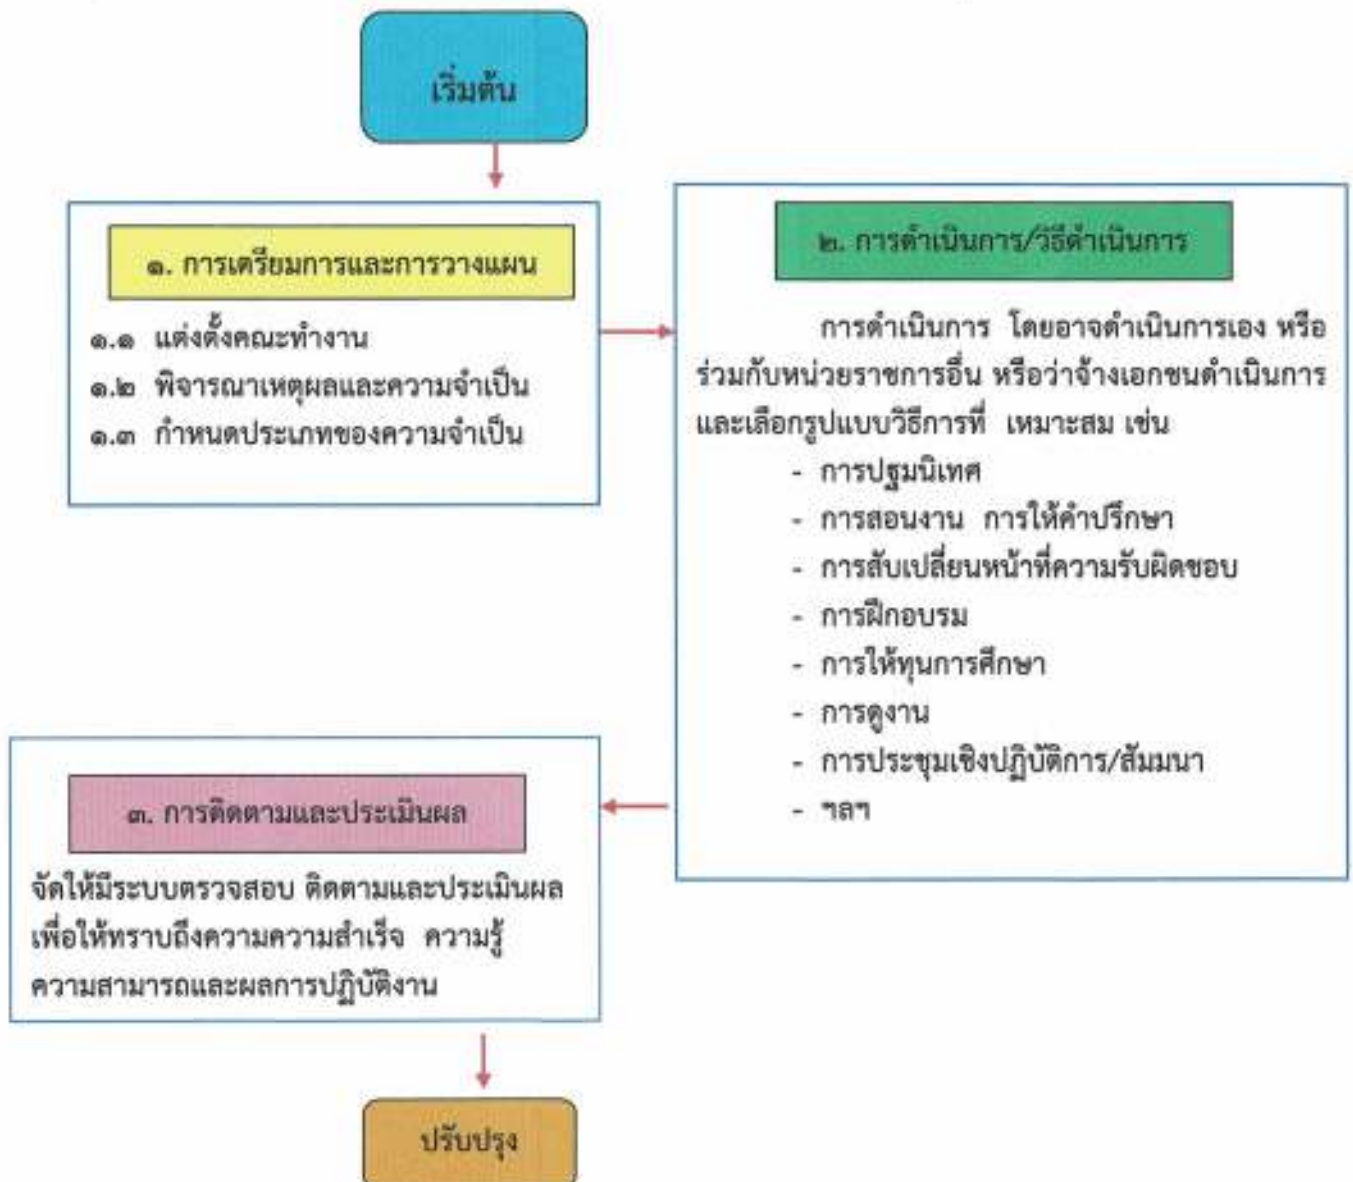 เริ่มต้น
๑. การเตรียมการและการวางแผน
๑.๑ แต่งตั้งคณะทำงาน
๑.๒ พิจารณาเหตุผลและความจำเป็น
๑.๓ กำหนดประเภทของความจำเป็น
๒. การดำเนินการ/วิธีดำเนินการ
การดำเนินการ โดยอาจดำเนินการเอง หรือ
ร่วมกับหน่วยราชการอื่น หรือว่าจ้างเอกชนดำเนินการ
และเลือกรูปแบบวิธีการที่ เหมาะสม เช่น
- การปฐมนิเทศ
- การสอนงาน การให้คำปรึกษา
- การสับเปลี่ยนหน้าที่ความรับผิดชอบ
- การฝึกอบรม
- การให้ทุนการศึกษา
- การดูงาน
- การประชุมเชิงปฏิบัติการ/สัมมนา
- ฯลฯ
๓. การติดตามและประเมินผล
จัดให้มีระบบตรวจสอบ ติดตามและประเมินผล
เพื่อให้ทราบถึงความความสำเร็จ ความรู้
ความสามารถและผลการปฏิบัติงาน
ปรับปรุง